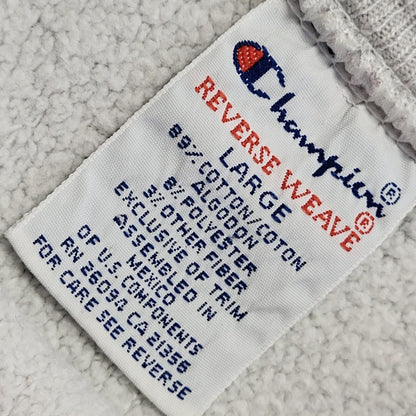 Champion®
REVERSE WEAVE®
LARGE
89% COTTON/COTON
ALGODON
8% POLYESTER
3% OTHER FIBER
EXCLUSIVE OF TRIM
ASSEMBLED IN
MEXICO
OF U.S. COMPONENTS
RN 26094 CA 21356
FOR CARE SEE REVERSE